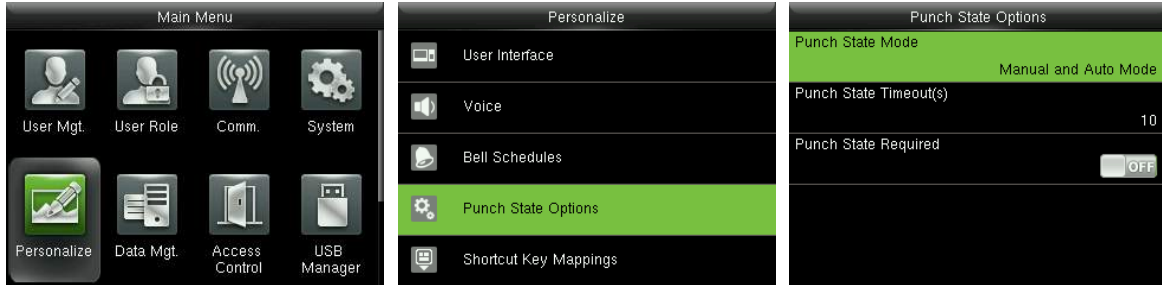 Main Menu
User Mgt.
User Role
Comm.
System
Personalize
Data Mgt.
Access
Control
USB
Manager
Personalize
User Interface
Voice
Bell Schedules
Punch State Options
Shortcut Key Mappings
Punch State Options
Punch State Mode
Manual and Auto Mode
Punch State Timeout(s)
10
Punch State Required
OFF